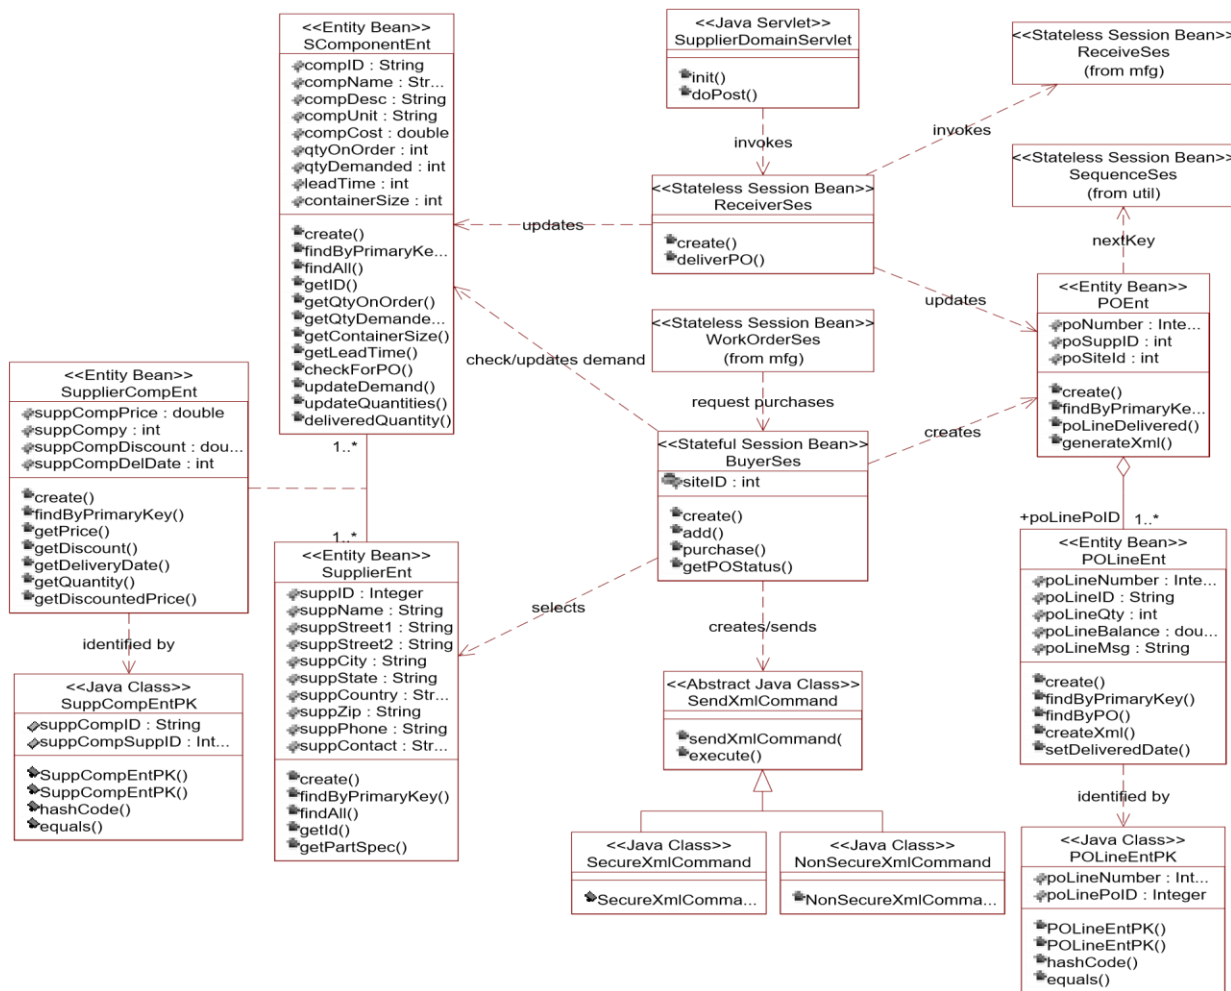 <<Entity Bean>>
SComponentEnt
compID : String
compName : Str...
compDesc : String
compUnit : String
compCost : double
qtyOnOrder : int
qtyDemanded : int
leadTime : int
containerSize : int
create()
findByPrimaryKe...
findAll()
getID()
getQtyOnOrder()
getQtyDemande...
getContainerSize()
getLeadTime()
checkForPO()
updateDemand()
updateQuantities()
deliveredQuantity()
<<Java Servlet>>
SupplierDomainServlet
init()
doPost()
<<Stateless Session Bean>>
ReceiveSes
(from mfg)
invokes
invokes
<<Stateless Session Bean>>
SequenceSes
(from util)
<<Stateless Session Bean>>
ReceiverSes
create()
deliverPO()
updates
nextKey
updates
<<Entity Bean>>
POEnt
poNumber : Inte...
poSuppID : int
poSiteId : int
create()
findByPrimaryKe...
poLineDelivered()
generateXml()
<<Stateless Session Bean>>
WorkOrderSes
(from mfg)
check/updates demand
request purchases
creates
<<Entity Bean>>
SupplierCompEnt
suppCompPrice : double
suppCompy : int
suppCompDiscount : dou...
suppCompDelDate : int
create()
findByPrimaryKey()
getPrice()
getDiscount()
getDeliveryDate()
getQuantity()
getDiscountedPrice()
1..*
1..*
<<Stateful Session Bean>>
BuyerSes
siteID : int
create()
add()
purchase()
getPOStatus()
+poLinePoID
1..*
<<Entity Bean>>
SupplierEnt
suppID : Integer
suppName : String
suppStreet1 : String
suppStreet2 : String
suppCity : String
suppState : String
suppCountry : Str...
suppZip : String
suppPhone : String
suppContact : Str...
create()
findByPrimaryKey()
findAll()
getId()
getPartSpec()
selects
creates/sends
<<Entity Bean>>
POLineEnt
poLineNumber : Inte...
poLineID : String
poLineQty : int
poLineBalance : dou...
poLineMsg : String
create()
findByPrimaryKey()
findByPO()
createXml()
setDeliveredDate()
identified by
<<Java Class>>
SuppCompEntPK
suppCompID : String
suppCompSuppID : Int...
SuppCompEntPK()
SuppCompEntPK()
hashCode()
equals()
<<Abstract Java Class>>
SendXmlCommand
sendXmlCommand(
execute()
identified by
<<Java Class>>
SecureXmlCommand
SecureXmlComma...
<<Java Class>>
NonSecureXmlCommand
NonSecureXmlComma...
<<Java Class>>
POLineEntPK
poLineNumber : Int...
poLinePoID : Integer
POLineEntPK()
POLineEntPK()
hashCode()
equals()